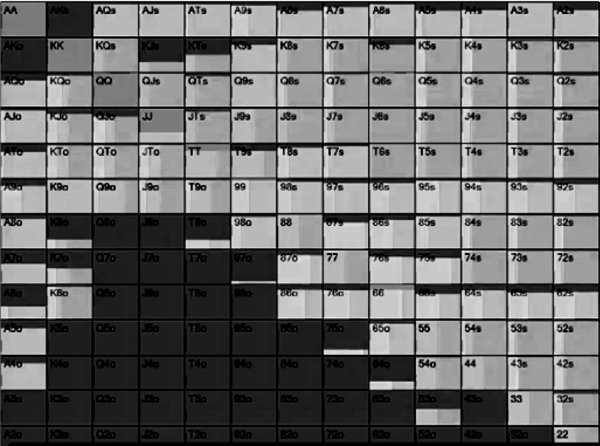 AA AKs AQs AJs ATs A9s A8s A7s A6s A5s A4s A3s A2s
AKo KK KQs KJs KTs K9s K8s K7s K6s K5s K4s K3s K2s
AQo KQo QQ QJs QTs Q9s Q8s Q7s Q6s Q5s Q4s Q3s Q2s
AJo KJo QJo JJ JTs J9s J8s J7s J6s J5s J4s J3s J2s
ATo KTo QTo JTo TT T9s T8s T7s T6s T5s T4s T3s T2s
A9o K9o Q9o J9o T9o 99 98s 97s 96s 95s 94s 93s 92s
A8o K8o Q8o J8o T8o 98o 88 87s 86s 85s 84s 83s 82s
A7o K7o Q7o J7o T7o 97o 87o 77 76s 75s 74s 73s 72s
A6o K6o Q6o J6o T6o 96o 86o 76o 66 65s 64s 63s 62s
A5o K5o Q5o J5o T5o 95o 85o 75o 65o 55 54s 53s 52s
A4o K4o Q4o J4o T4o 94o 84o 74o 64o 54o 44 43s 42s
A3o K3o Q3o J3o T3o 93o 83o 73o 63o 53o 43o 33 32s
A2o K2o Q2o J2o T2o 92o 82o 72o 62o 52o 42o 32o 22